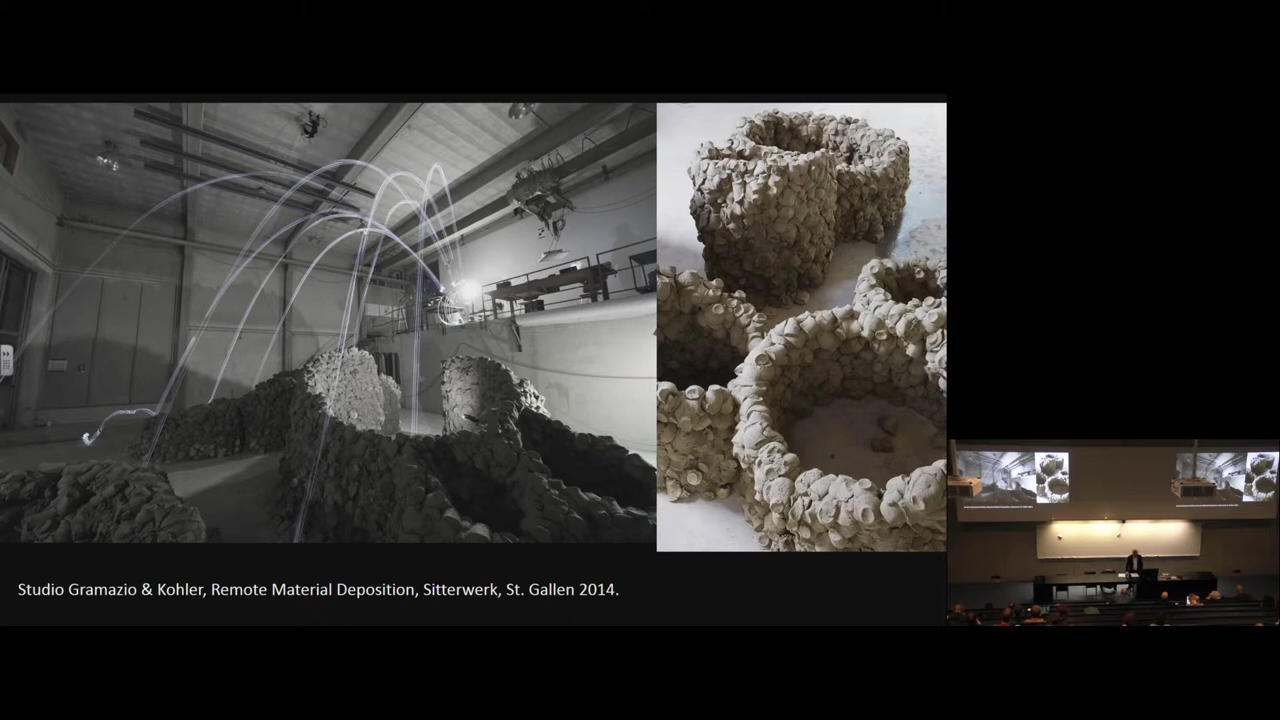 Studio Gramazio & Kohler, Remote Material Deposition, Sitterwerk, St. Gallen 2014.